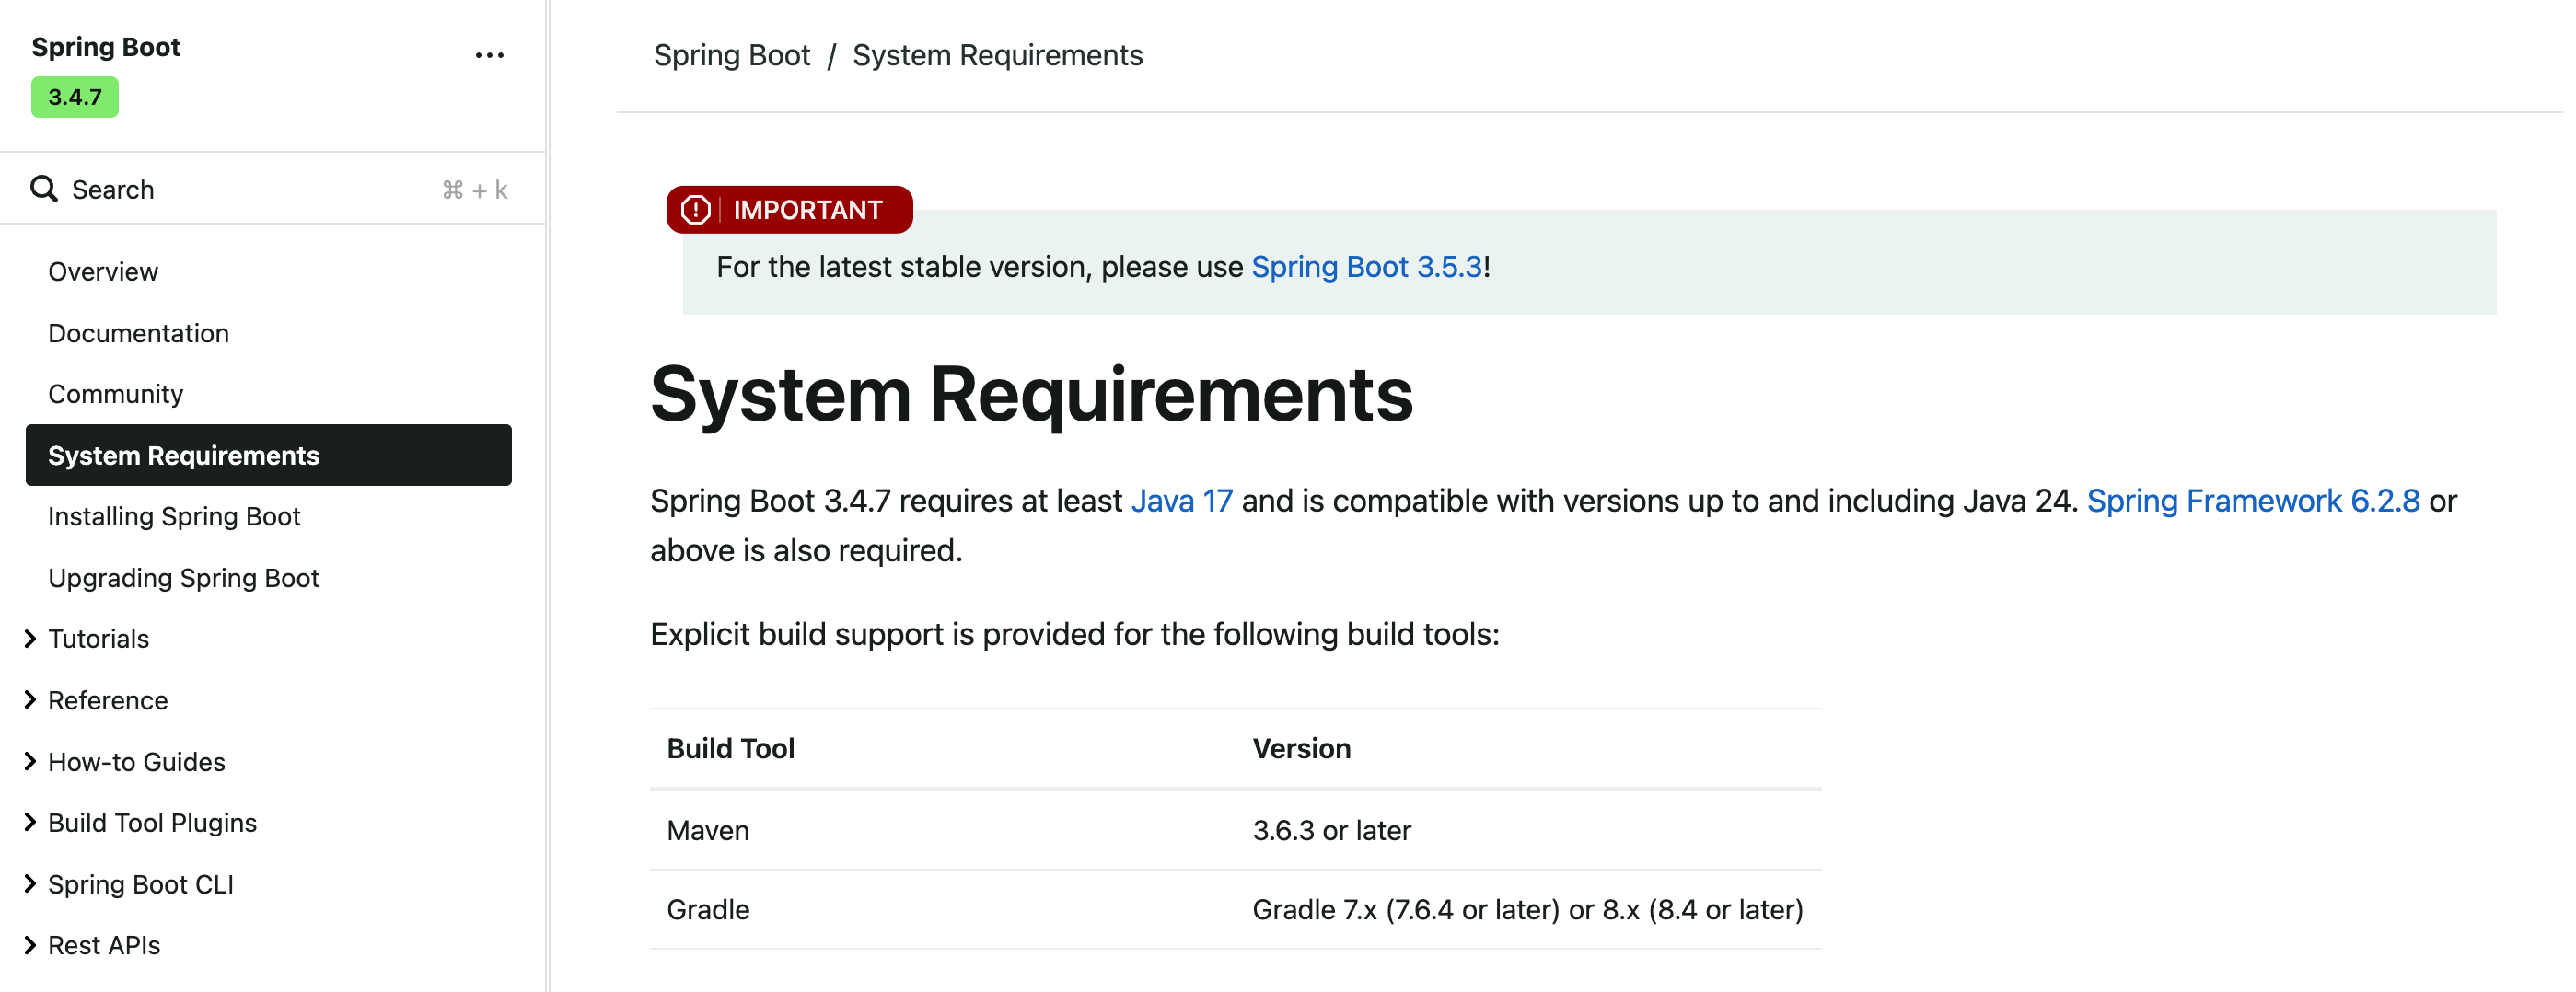 Spring Boot
...
3.4.7
Search ⌘ + k
Overview
Documentation
Community
System Requirements
Installing Spring Boot
Upgrading Spring Boot
Tutorials
Reference
How-to Guides
Build Tool Plugins
Spring Boot CLI
Rest APIs
Spring Boot / System Requirements
IMPORTANT
For the latest stable version, please use Spring Boot 3.5.3!
System Requirements
Spring Boot 3.4.7 requires at least Java 17 and is compatible with versions up to and including Java 24. Spring Framework 6.2.8 or
above is also required.
Explicit build support is provided for the following build tools:
Build Tool Version
Maven 3.6.3 or later
Gradle Gradle 7.x (7.6.4 or later) or 8.x (8.4 or later)